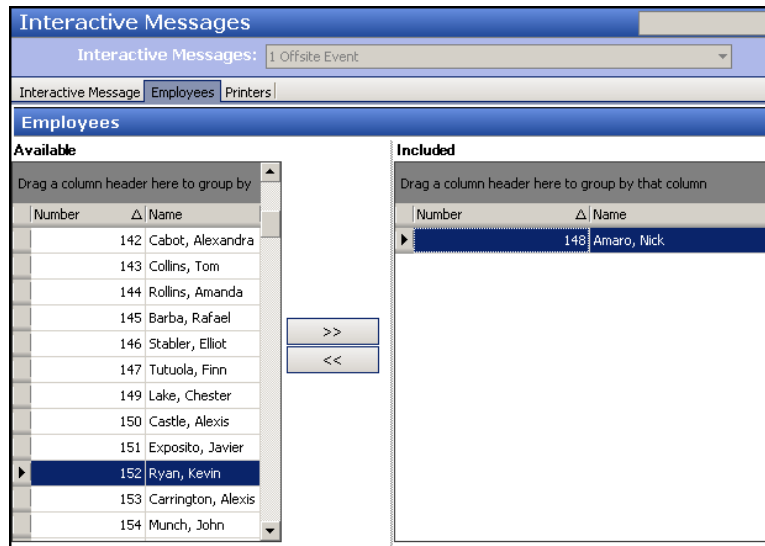 Interactive Messages
Interactive Messages: 1 Offsite Event
Interactive Message Employees Printers
Employees
Available
Drag a column header here to group by
Number Name
142 Cabot, Alexandra
143 Collins, Tom
144 Rollins, Amanda
145 Barba, Rafael
146 Stabler, Elliot
147 Tutuola, Finn
149 Lake, Chester
150 Castle, Alexis
151 Exposito, Javier
152 Ryan, Kevin
153 Carrington, Alexis
154 Munch, John
>>
<<
Included
Drag a column header here to group by that column
Number Name
148 Amaro, Nick